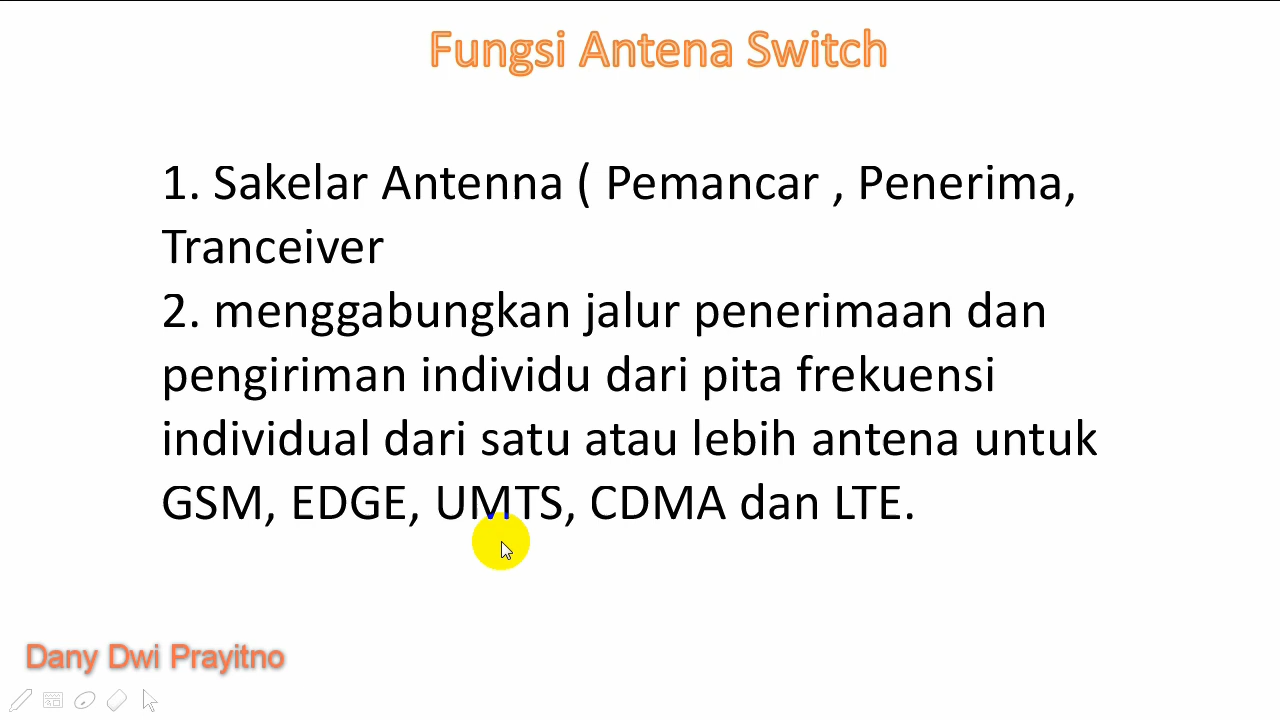 Fungsi Antena Switch
1. Sakelar Antenna ( Pemancar , Penerima,
Tranceiver
2. menggabungkan jalur penerimaan dan
pengiriman individu dari pita frekuensi
individual dari satu atau lebih antena untuk
GSM, EDGE, UMTS, CDMA dan LTE.
Dany Dwi Prayitno